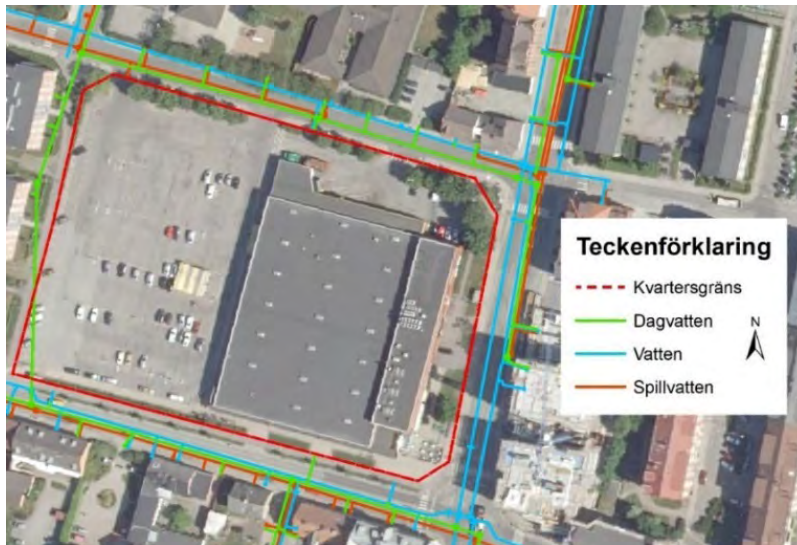 Teckenförklaring
Kvartersgräns
Dagvatten
Vatten
Spillvatten
N